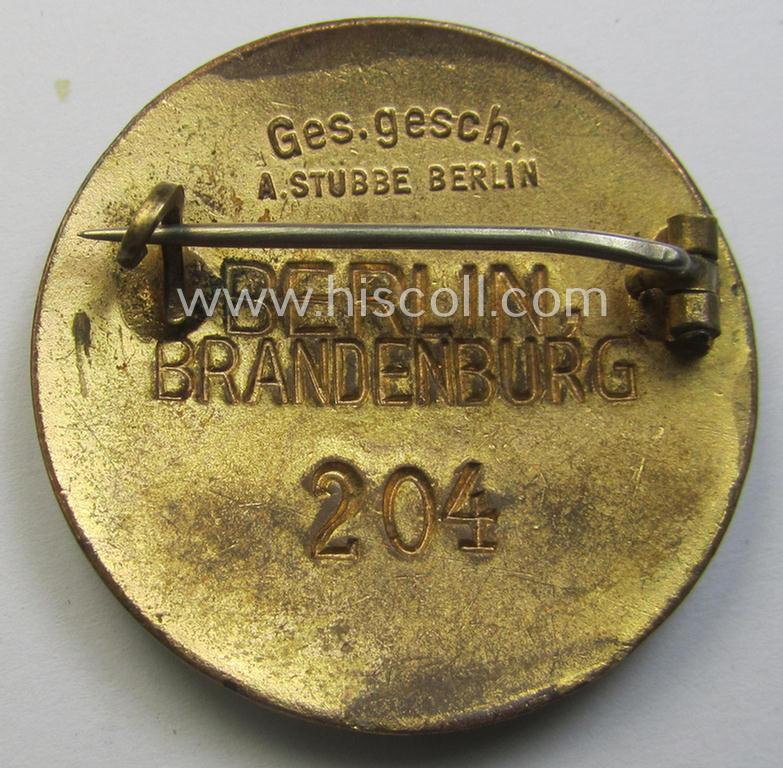 Ges.gesch.
A.STUBBE BERLIN
BERLIN,
www.hiscoll.com
BRANDENBURG
204